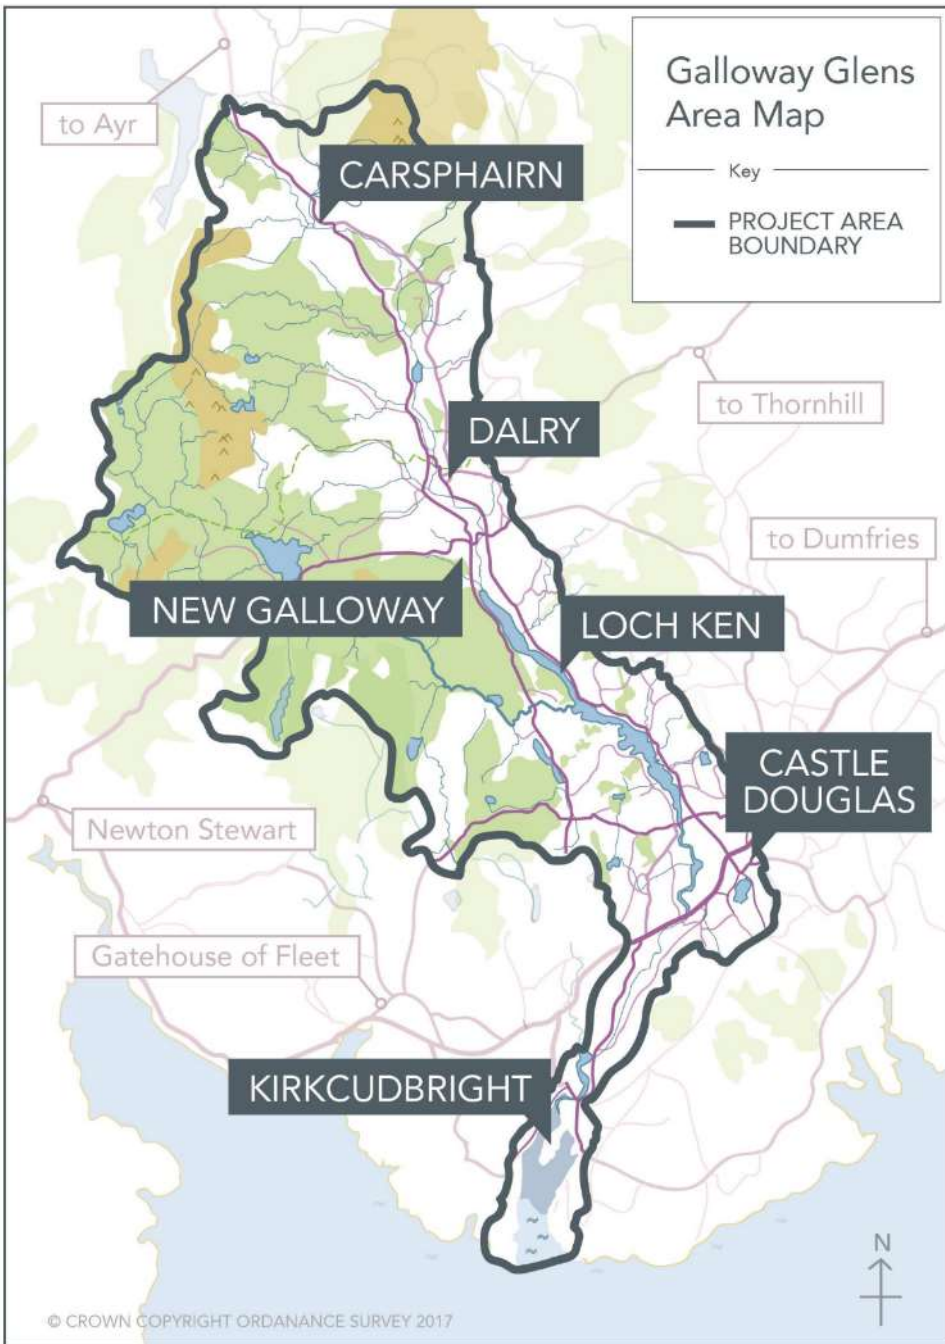 Galloway Glens
Area Map
Key
PROJECT AREA
BOUNDARY
to Ayr
CARSPHAIRN
to Thornhill
DALRY
to Dumfries
NEW GALLOWAY
LOCH KEN
CASTLE
DOUGLAS
Newton Stewart
Gatehouse of Fleet
KIRKCUDBRIGHT
N
© CROWN COPYRIGHT ORDANANCE SURVEY 2017